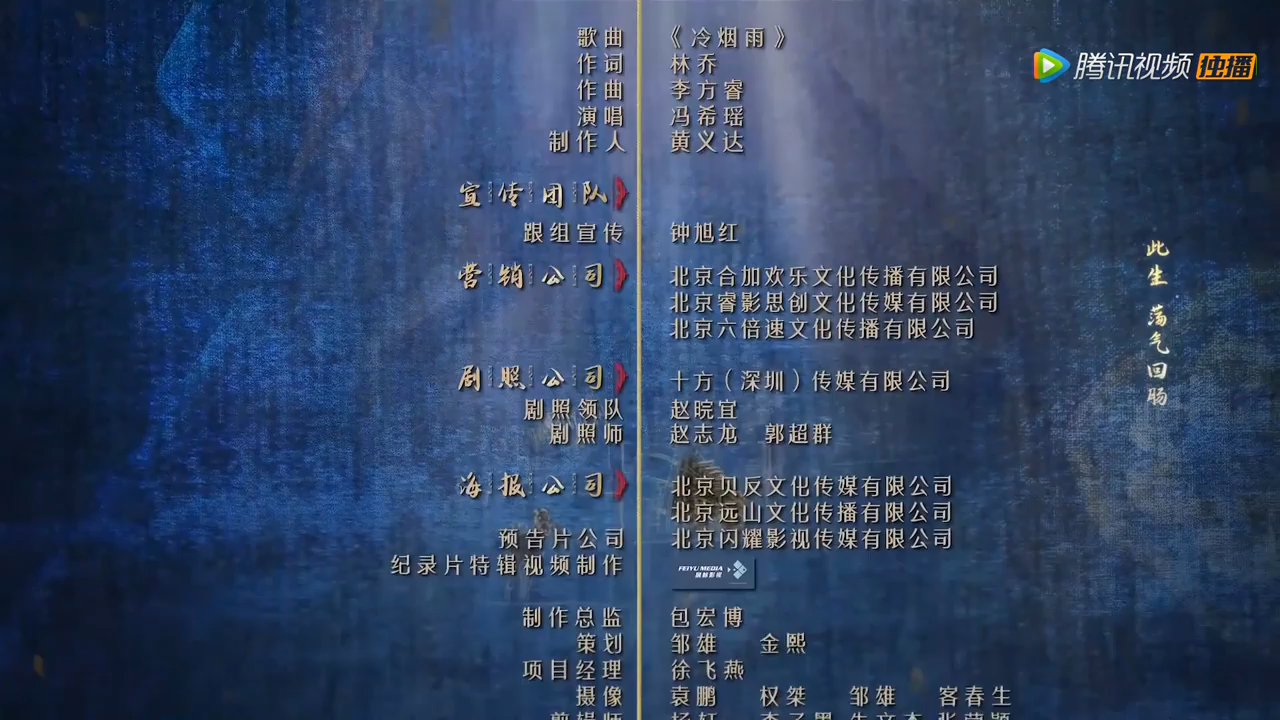 歌曲 《冷烟雨》
作词 林乔
作曲 李方睿
演唱 冯希瑶
制作人 黄义达
腾讯视频 独播
宣传团队
跟组宣传 钟旭红
营销公司 北京合加欢乐文化传播有限公司
北京睿影思创文化传媒有限公司
北京六倍速文化传播有限公司
此生 荡气回肠
剧照公司 十方（深圳）传媒有限公司
剧照领队 赵晥宜
剧照师 赵志龙 郭超群
海报公司 北京贝反文化传媒有限公司
北京远山文化传播有限公司
预告片公司 北京闪耀影视传媒有限公司
纪录片特辑视频制作 FEIYU MEDIA
制作总监 包宏博
策划 邹雄 金熙
项目经理 徐飞燕
摄像 袁鹏 权桀 邹雄 客春生